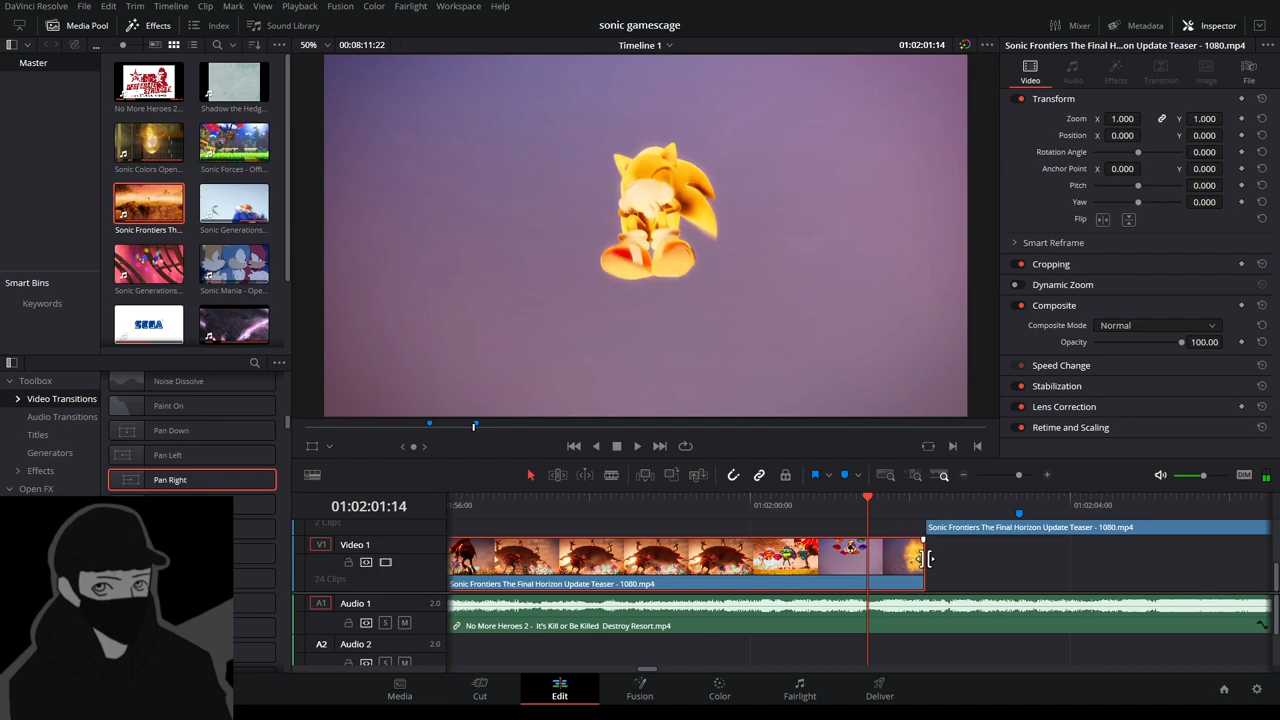 DaVinci Resolve File Edit Trim Timeline Clip Mark View Playback Fusion Color Fairlight Workspace Help
Media Pool Effects Index Sound Library sonic gamescage Mixer Metadata Inspector
... 50% 00:08:11:22 Timeline 1 01:02:01:14 Sonic Frontiers The Final H...on Update Teaser - 1080.mp4
Master
No More Heroes 2... Shadow the Hedg...
Sonic Colors Open... Sonic Forces - Offi...
Sonic Frontiers Th... Sonic Generations...
Sonic Generations... Sonic Mania - Ope...
SEGA
Smart Bins
Keywords
Video Audio Effects Transition Image File
Transform
Zoom X 1.000 Y 1.000
Position X 0.000 Y 0.000
Rotation Angle 0.000
Anchor Point X 0.000 Y 0.000
Pitch 0.000
Yaw 0.000
Flip
Smart Reframe
Cropping
Dynamic Zoom
Composite
Composite Mode Normal
Opacity 100.00
Speed Change
Stabilization
Lens Correction
Retime and Scaling
Toolbox
Video Transitions
Audio Transitions
Titles
Generators
Effects
Open FX
Noise Dissolve
Paint On
Pan Down
Pan Left
Pan Right
DIM
01:02:01:14 1:56:00 01:02:00:00 01:02:04:00
2 Clips
Sonic Frontiers The Final Horizon Update Teaser - 1080.mp4
V1 Video 1
24 Clips
Sonic Frontiers The Final Horizon Update Teaser - 1080.mp4
A1 Audio 1 2.0
S M
No More Heroes 2 - It's Kill or Be Killed Destroy Resort.mp4
A2 Audio 2 2.0
S M
Media Cut Edit Fusion Color Fairlight Deliver